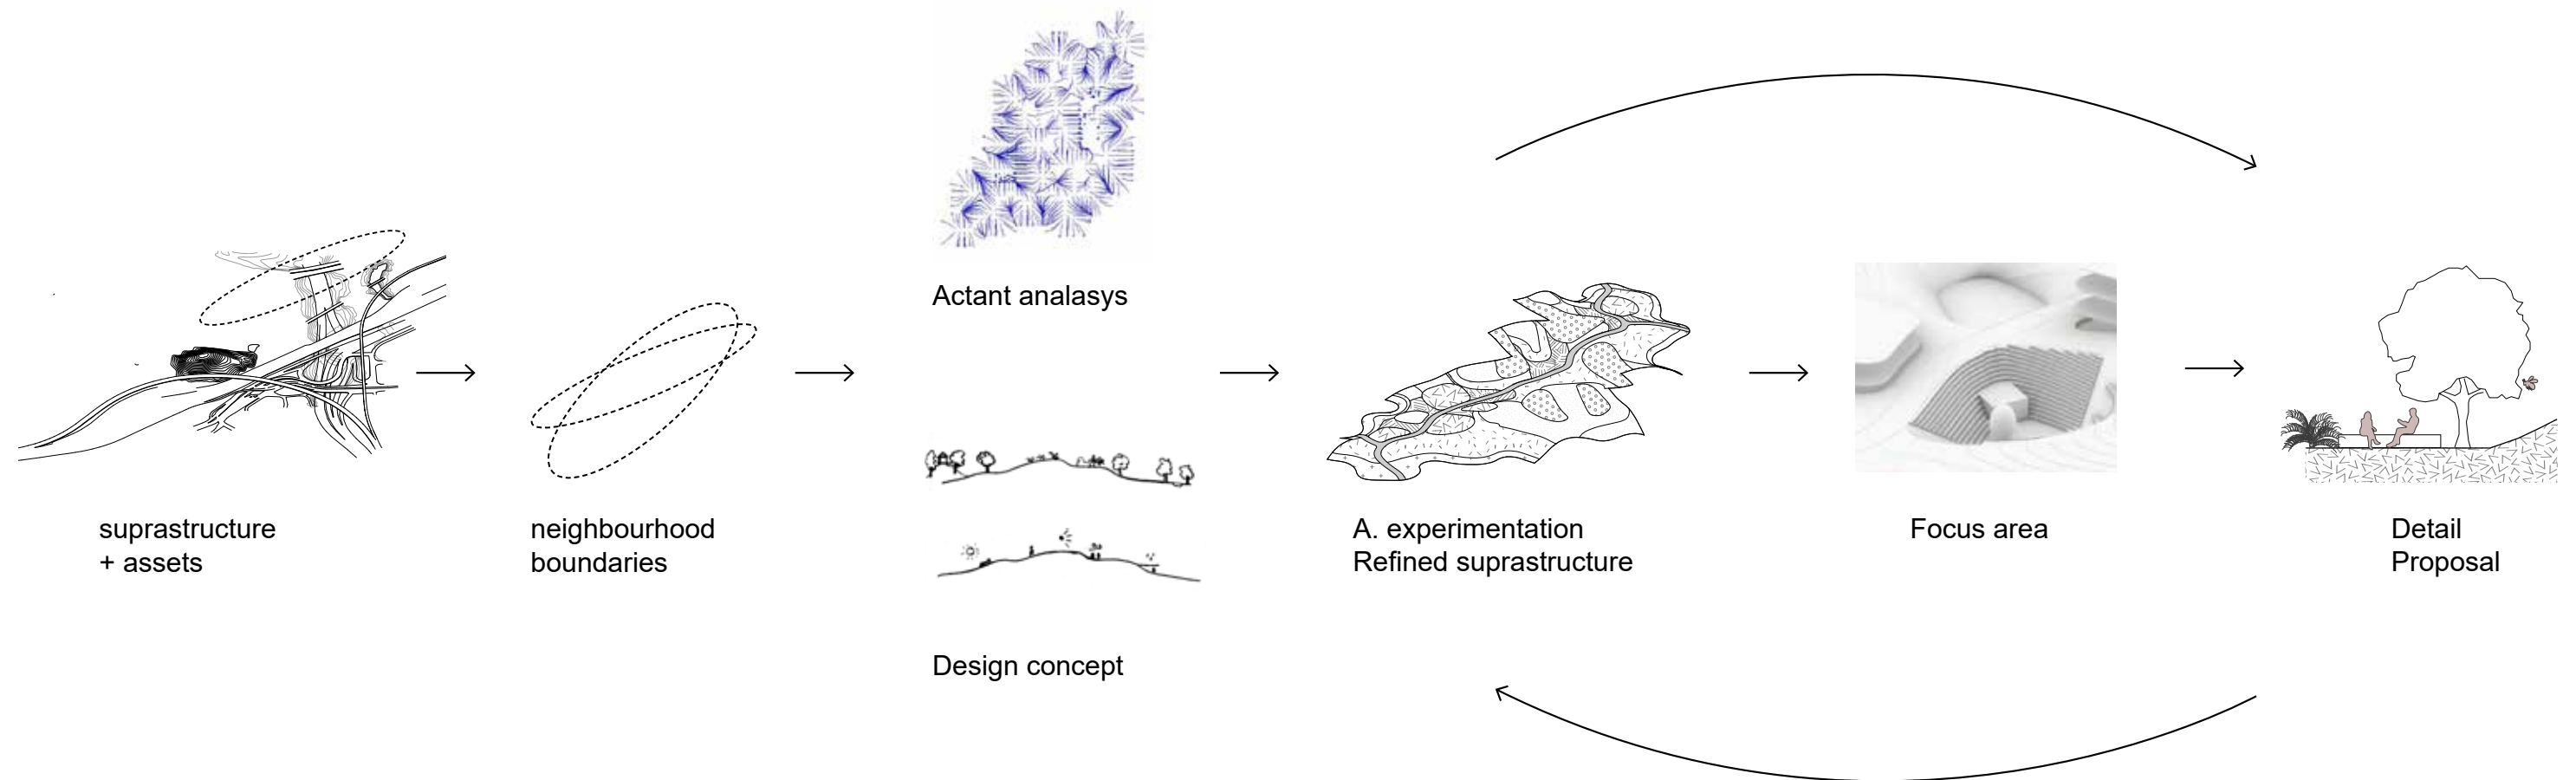 Actant analasys
suprastructure
+ assets
neighbourhood
boundaries
Design concept
A. experimentation
Refined suprastructure
Focus area
Detail
Proposal